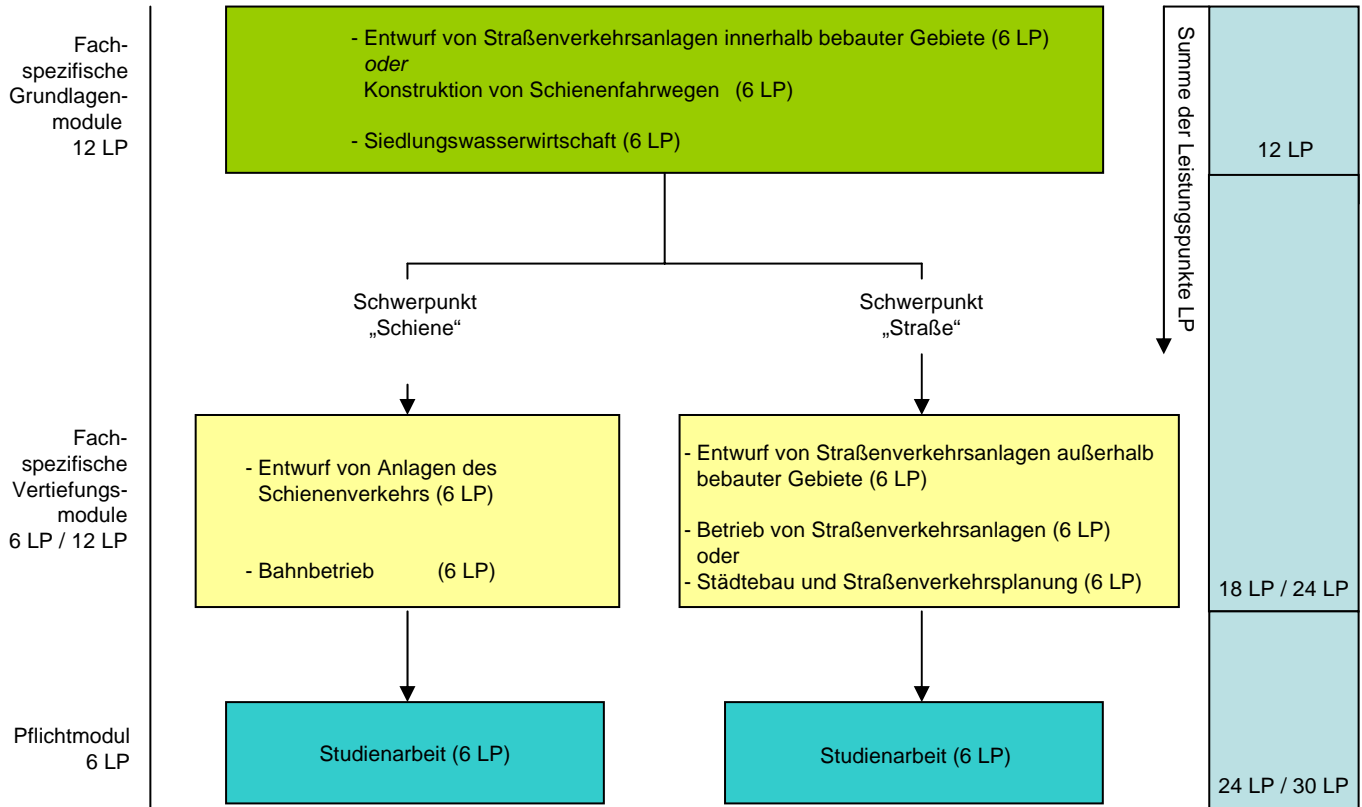 Fach-
spezifische
Grundlagen-
module
12 LP
- Entwurf von Straßenverkehrsanlagen innerhalb bebauter Gebiete (6 LP)
oder
Konstruktion von Schienenfahrwegen (6 LP)
- Siedlungswasserwirtschaft (6 LP)
Summe der Leistungspunkte LP
12 LP
Schwerpunkt
„Schiene“
Schwerpunkt
„Straße“
Fach-
spezifische
Vertiefungs-
module
6 LP / 12 LP
- Entwurf von Anlagen des
Schienenverkehrs (6 LP)
- Bahnbetrieb (6 LP)
- Entwurf von Straßenverkehrsanlagen außerhalb
bebauter Gebiete (6 LP)
- Betrieb von Straßenverkehrsanlagen (6 LP)
oder
- Städtebau und Straßenverkehrsplanung (6 LP)
18 LP / 24 LP
Pflichtmodul
6 LP
Studienarbeit (6 LP)
Studienarbeit (6 LP)
24 LP / 30 LP